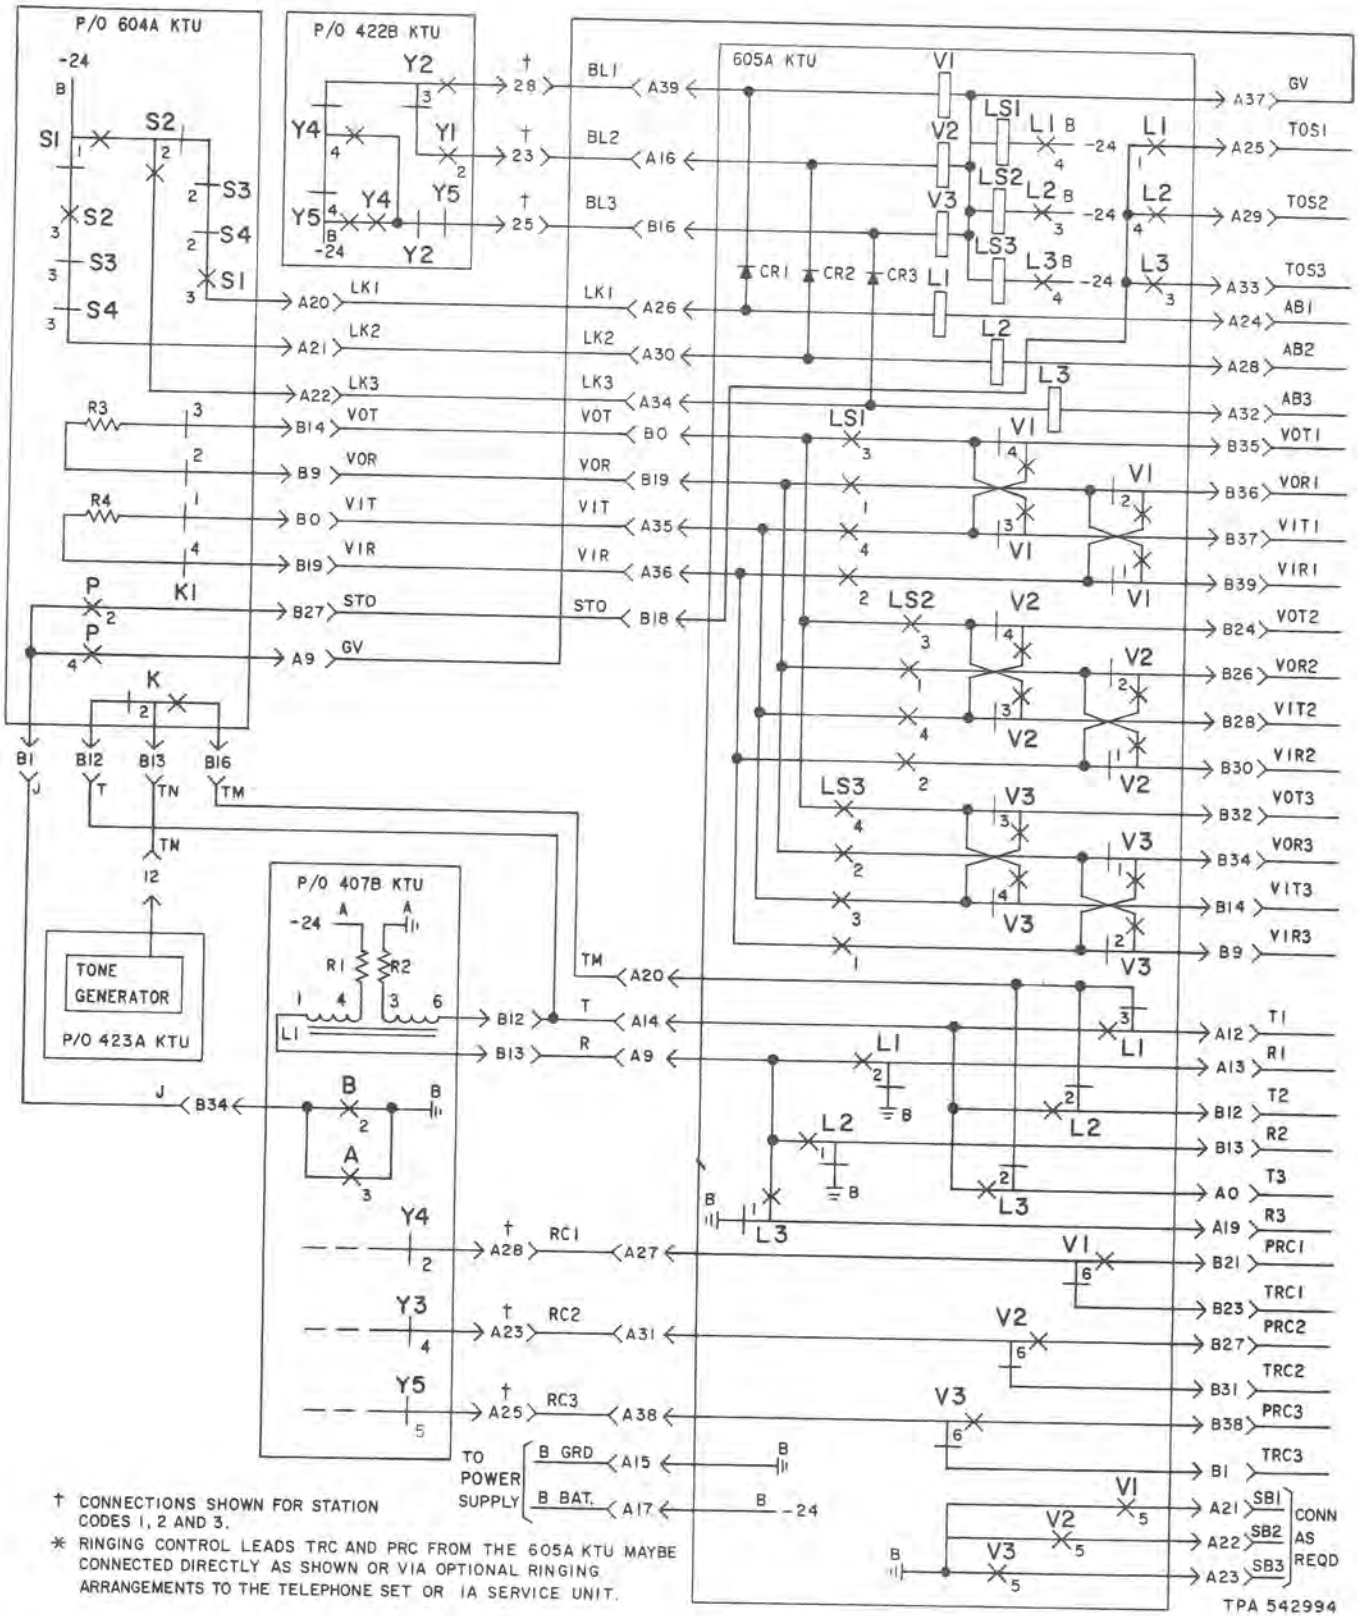 P/O 604A KTU
-24
B
S1
1
S2
2
S3
2
S4
2
S1
3
S2
3
S3
3
S4
3
R3
3
2
R4
1
4
K1
P
2
P
4
K
2
A20 LK1
A21 LK2
A22 LK3
B14 VOT
B9 VOR
B0 V1T
B19 V1R
B27 STO
A9 GV
B1 B12 B13 B16
J T TN TM
TN
12
TONE
GENERATOR
P/O 423A KTU
P/O 422B KTU
Y2
3
Y4
4
Y1
2
4
Y5
B
-24
Y4
Y5
Y2
†
28 BL1 A39
†
23 BL2 A16
†
25 BL3 B16
LK1 A26
LK2 A30
LK3 A34
VOT B0
VOR B19
V1T A35
V1R A36
STO B18
P/O 407B KTU
-24
A
A
R1 R2
1 4 3 6
L1
B12 T A14
B13 R A9
TM A20
J B34
B
2
B
A
3
Y4
2
†
A28 RC1 A27
Y3
4
†
A23 RC2 A31
Y5
5
†
A25 RC3 A38
TO
POWER
SUPPLY
B GRD A15 B
B BAT. A17 B -24
605A KTU
V1
A37 GV
LS1
L1 B
4
-24
L1
1
A25 TOS1
V2
LS2
L2 B
3
-24
L2
4
A29 TOS2
V3
LS3
L3 B
4
-24
L3
3
A33 TOS3
CR1 CR2 CR3
L1
A24 AB1
L2
A28 AB2
L3
A32 AB3
LS1
3
V1
4
B35 VOT1
1
V1
2
B36 VOR1
4
3
V1
B37 V1T1
2
1
V1
B39 V1R1
LS2
3
V2
4
B24 VOT2
1
V2
2
B26 VOR2
4
3
V2
B28 V1T2
2
1
V2
B30 V1R2
LS3
4
V3
3
B32 VOT3
2
V3
1
B34 VOR3
3
4
V3
B14 V1T3
1
2
V3
B9 V1R3
3
L1
A12 T1
L1
2
B
A13 R1
2
L2
B12 T2
L2
1
B
B13 R2
2
L3
A0 T3
B
1
L3
A19 R3
V1
6
B21 PRC1
B23 TRC1
V2
6
B27 PRC2
B31 TRC2
V3
6
B38 PRC3
B1 TRC3
V1
5
A21 SB1
V2
5
A22 SB2
B
V3
5
A23 SB3
CONN
AS
REQD
† CONNECTIONS SHOWN FOR STATION
CODES 1, 2 AND 3.
* RINGING CONTROL LEADS TRC AND PRC FROM THE 605A KTU MAYBE
CONNECTED DIRECTLY AS SHOWN OR VIA OPTIONAL RINGING
ARRANGEMENTS TO THE TELEPHONE SET OR 1A SERVICE UNIT.
TPA 542994